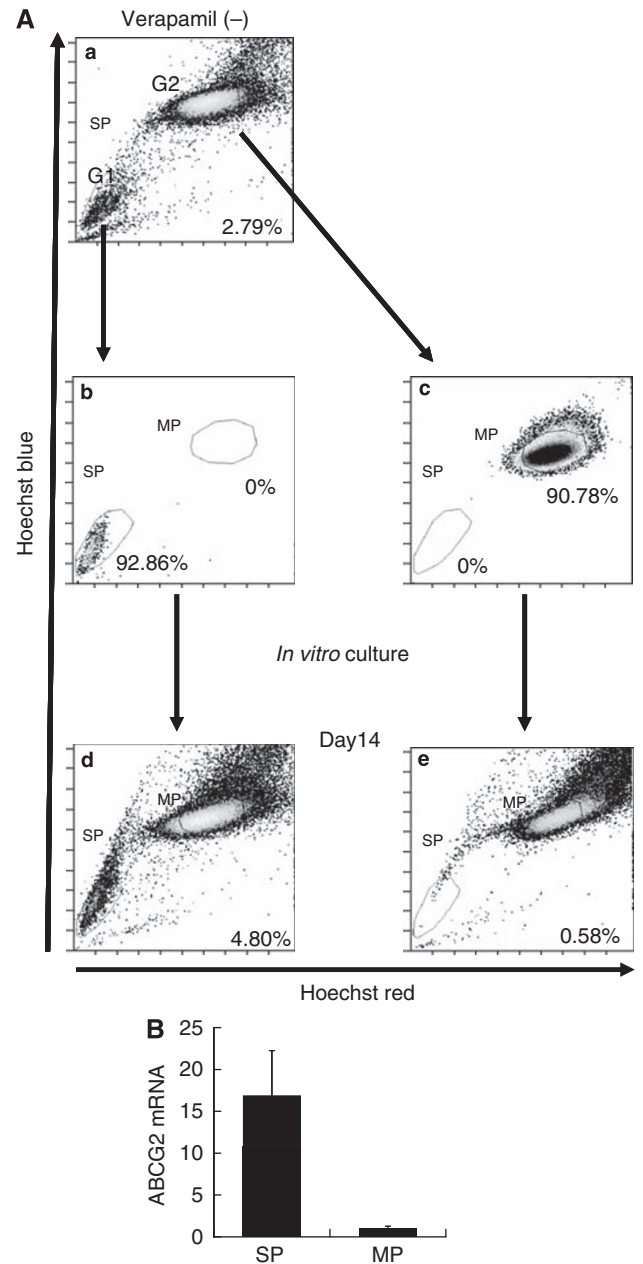 A
Verapamil (–)
a
G2
SP
G1
2.79%
b
MP
SP
0%
92.86%
c
MP
SP
90.78%
0%
Hoechst blue
In vitro culture
Day14
d
MP
SP
4.80%
e
MP
SP
0.58%
Hoechst red
B
ABCG2 mRNA
25
20
15
10
5
0
SP
MP